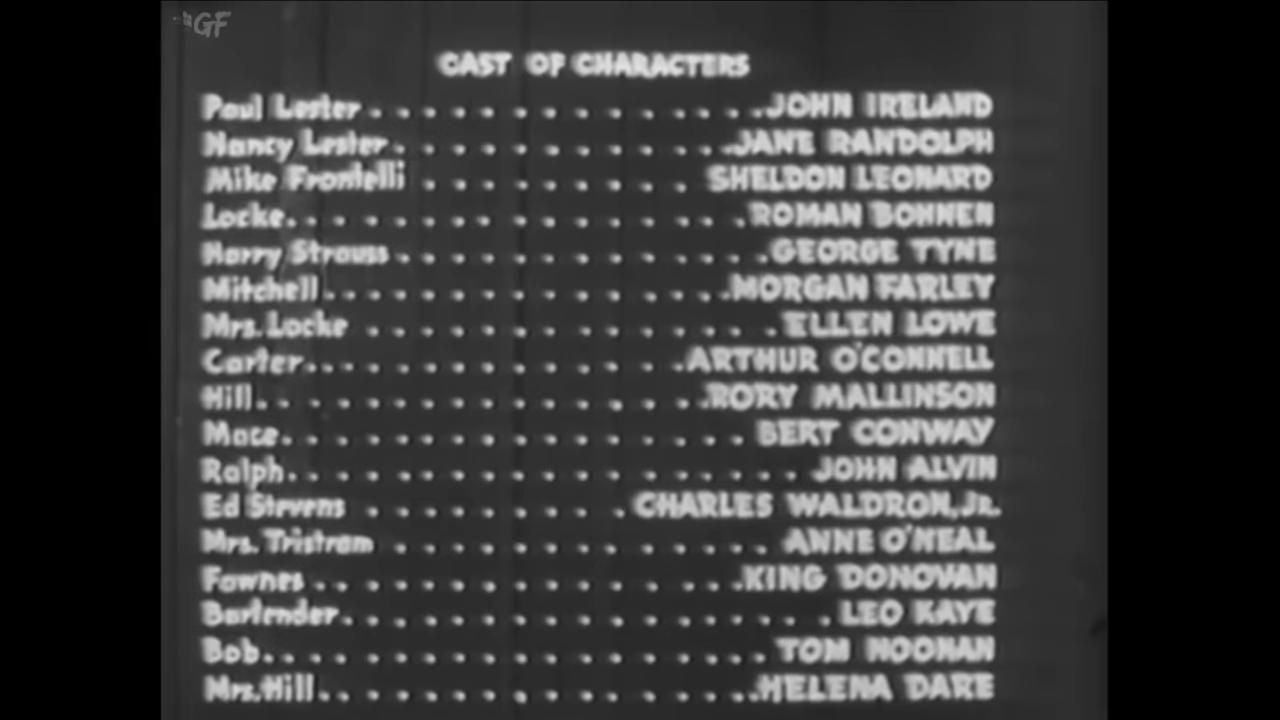 GF
CAST OF CHARACTERS
Paul Lester . . . . . . . . . . . . . . JOHN IRELAND
Nancy Lester . . . . . . . . . . . . . JANE RANDOLPH
Mike Frontelli . . . . . . . . . . SHELDON LEONARD
Locke . . . . . . . . . . . . . . . . . ROMAN BOHNEN
Harry Strauss . . . . . . . . . . . . . . GEORGE TYNE
Mitchell . . . . . . . . . . . . . . . MORGAN FARLEY
Mrs. Locke . . . . . . . . . . . . . . . ELLEN LOWE
Carter . . . . . . . . . . . . . . ARTHUR O'CONNELL
Hill . . . . . . . . . . . . . . . . RORY MALLINSON
Mace . . . . . . . . . . . . . . . . . BERT CONWAY
Ralph . . . . . . . . . . . . . . . . . . JOHN ALVIN
Ed Stevens . . . . . . . . . . CHARLES WALDRON, JR.
Mrs. Tristram . . . . . . . . . . . . . ANNE O'NEAL
Fawnes . . . . . . . . . . . . . . . KING DONOVAN
Bartender . . . . . . . . . . . . . . . . . LEO KAYE
Bob . . . . . . . . . . . . . . . . . . TOM NOONAN
Mrs. Hill . . . . . . . . . . . . . . . HELENA DARE